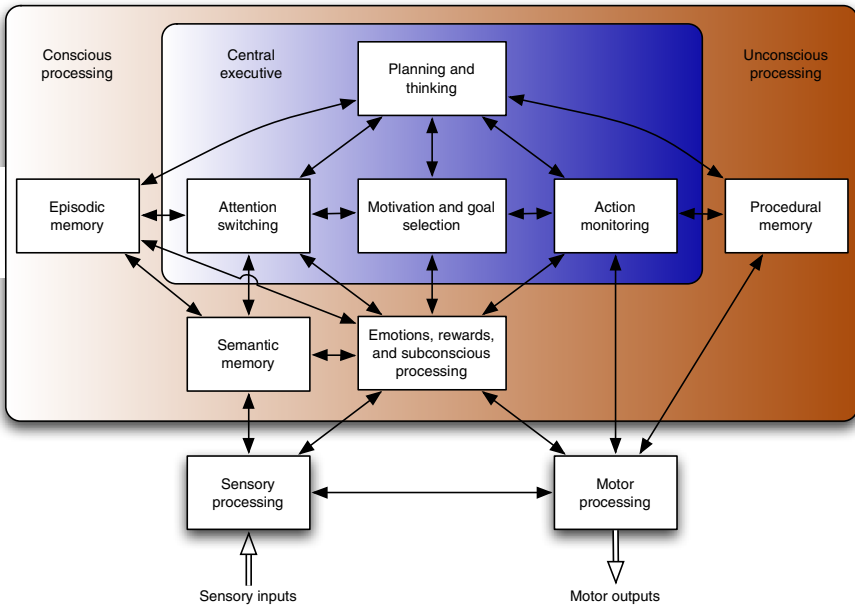 Conscious
processing
Central
executive
Planning and
thinking
Unconscious
processing
Episodic
memory
Attention
switching
Motivation and goal
selection
Action
monitoring
Procedural
memory
Semantic
memory
Emotions, rewards,
and subconscious
processing
Sensory
processing
Motor
processing
Sensory inputs
Motor outputs